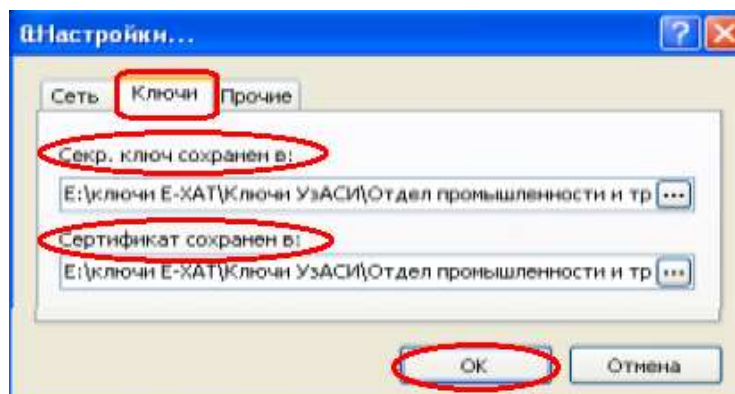 &Настройки...
Сеть Ключи Прочие
Секр. ключ сохранен в:
E:\ключи E-XAT\Ключи УзАСИ\Отдел промышленности и тр ...
Сертификат сохранен в:
E:\ключи E-XAT\Ключи УзАСИ\Отдел промышленности и тр ...
OK Отмена